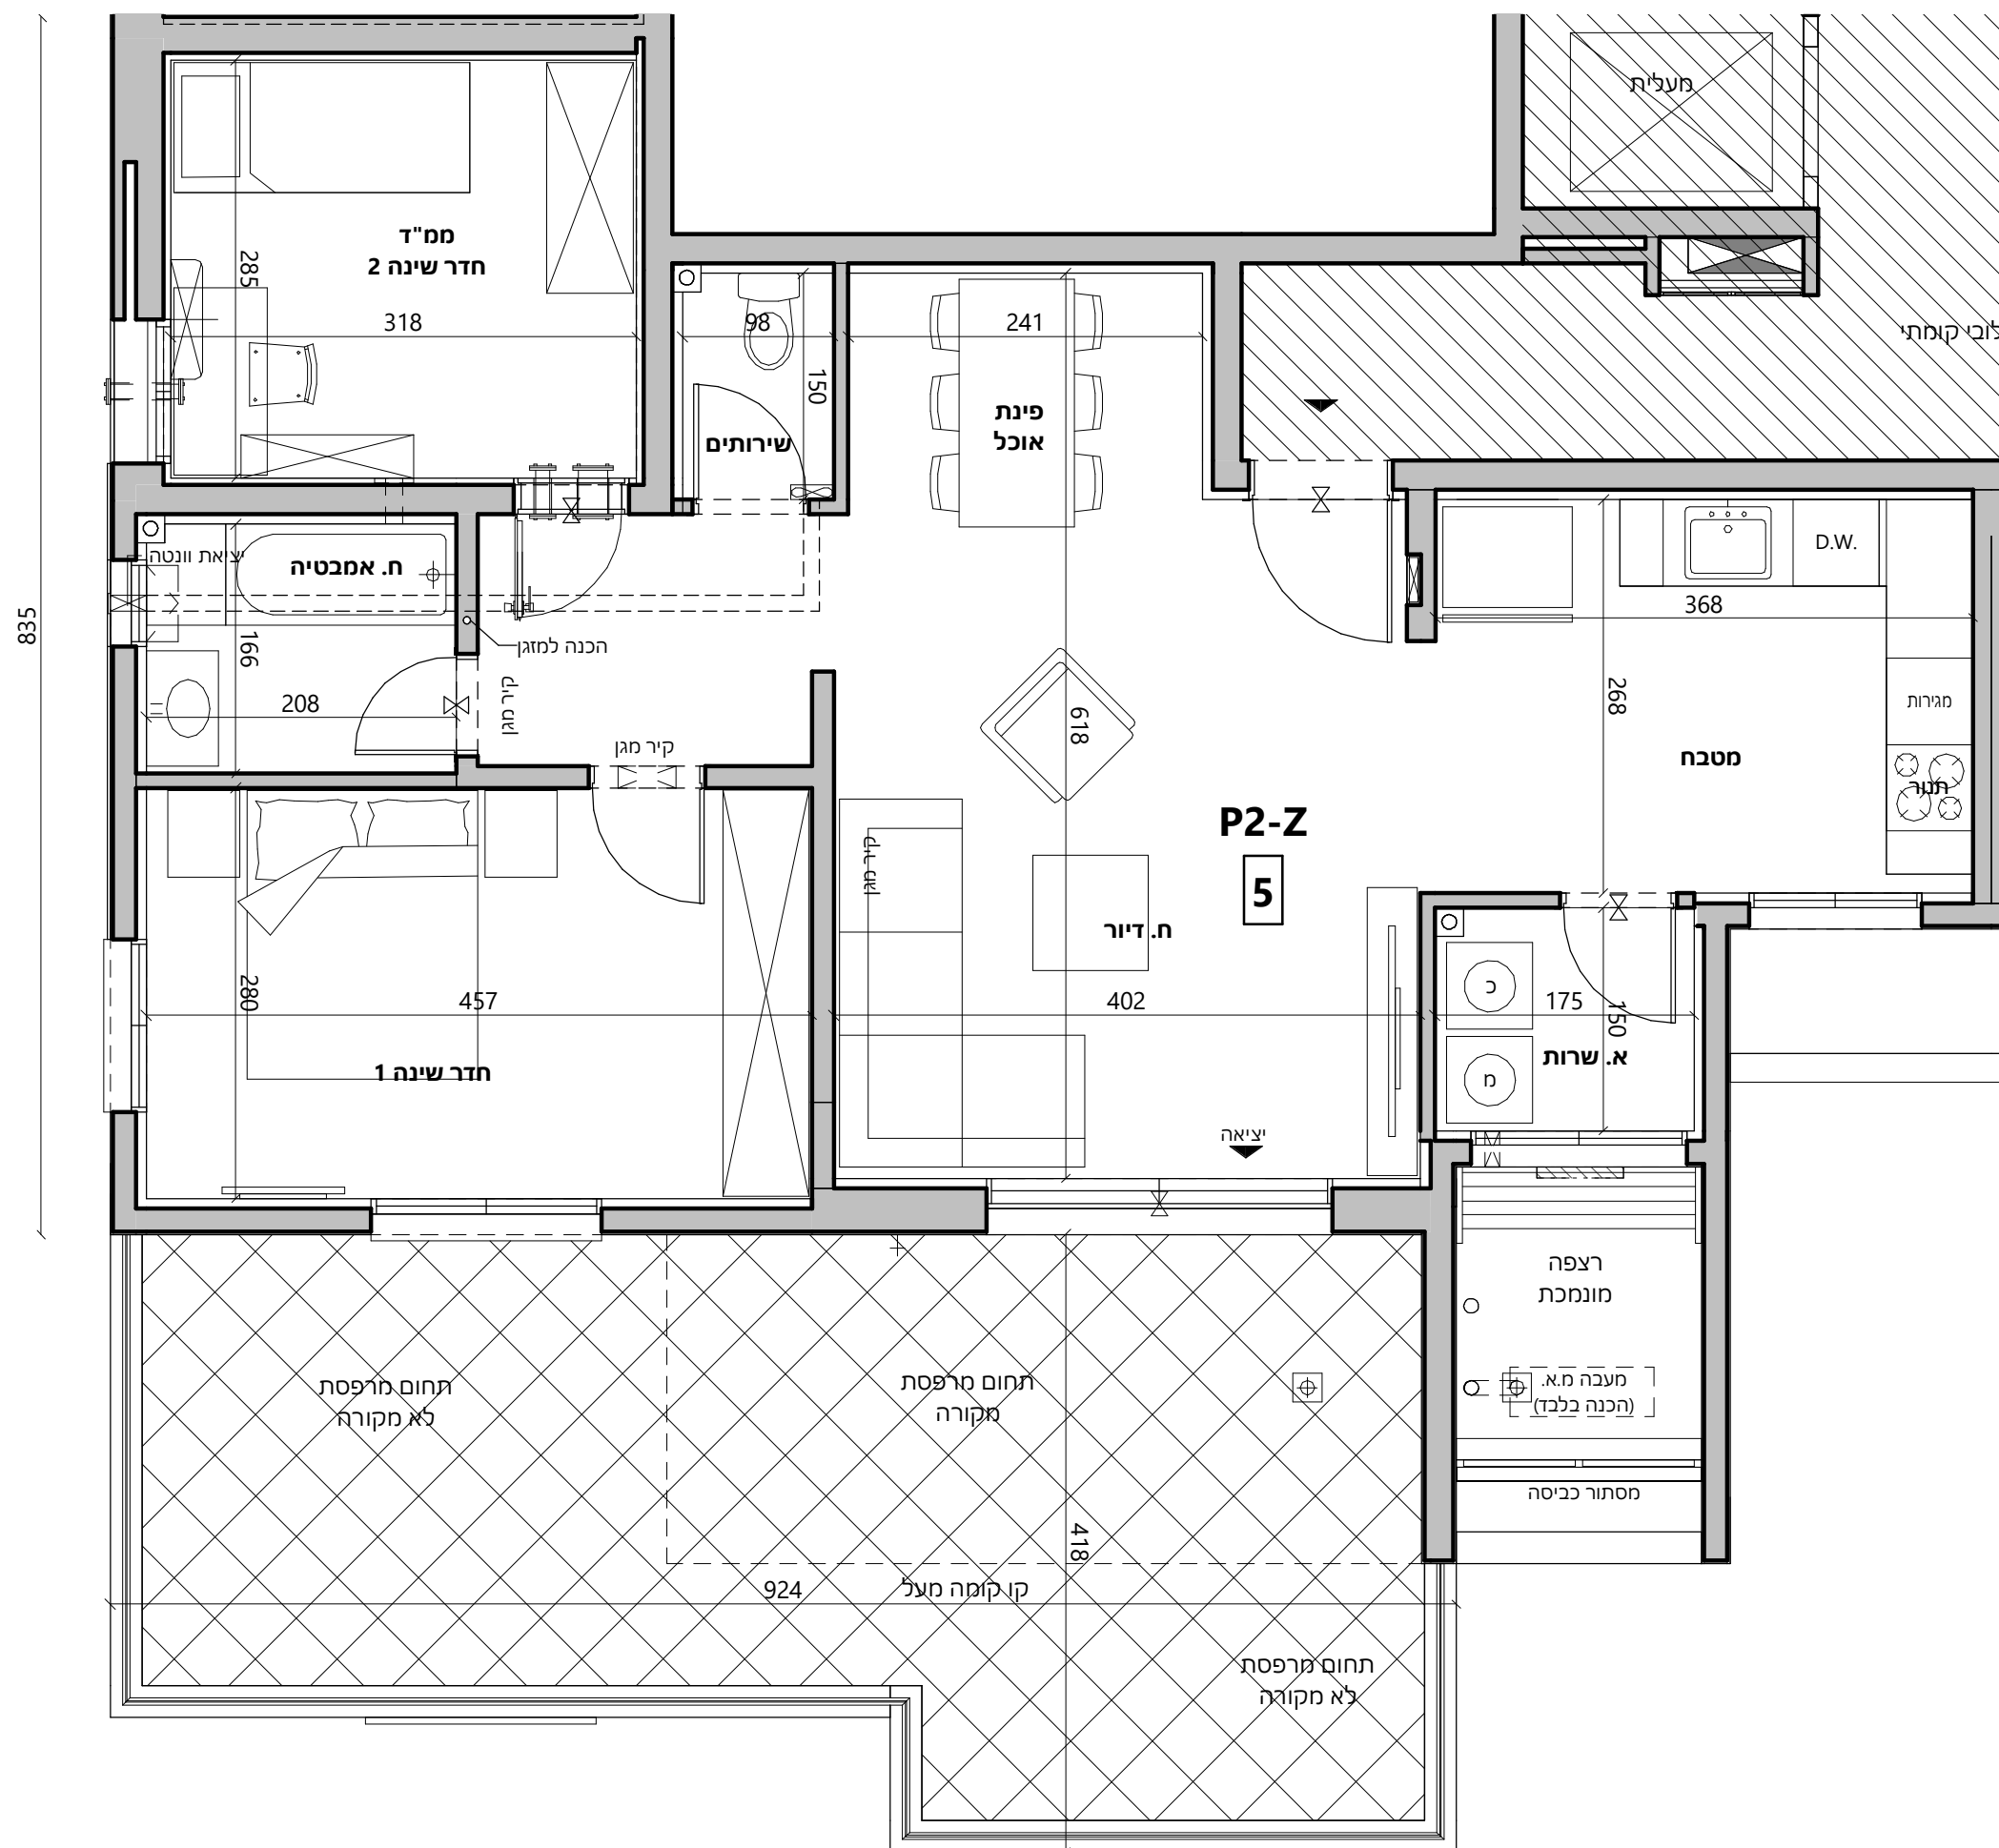 מעלית
ממ"ד
חדר שינה 2
285
318
98
241
לובי קומתי
150
פינת
אוכל
שירותים
D.W.
יציאת וונטה
ח. אמבטיה
368
835
הכנה למזגן
166
208
קיר מגן
קיר מגן
618
268
מגירות
מטבח
תנור
P2-Z
קיר מגן
5
ח. דיור
280
457
402
כ
175
150
א. שרות
חדר שינה 1
מ
יציאה
רצפה
מונמכת
תחום מרפסת
לא מקורה
תחום מרפסת
מקורה
מעבה מ.א.
(הכנה בלבד)
מסתור כביסה
418
924
קו קומה מעל
תחום מרפסת
לא מקורה